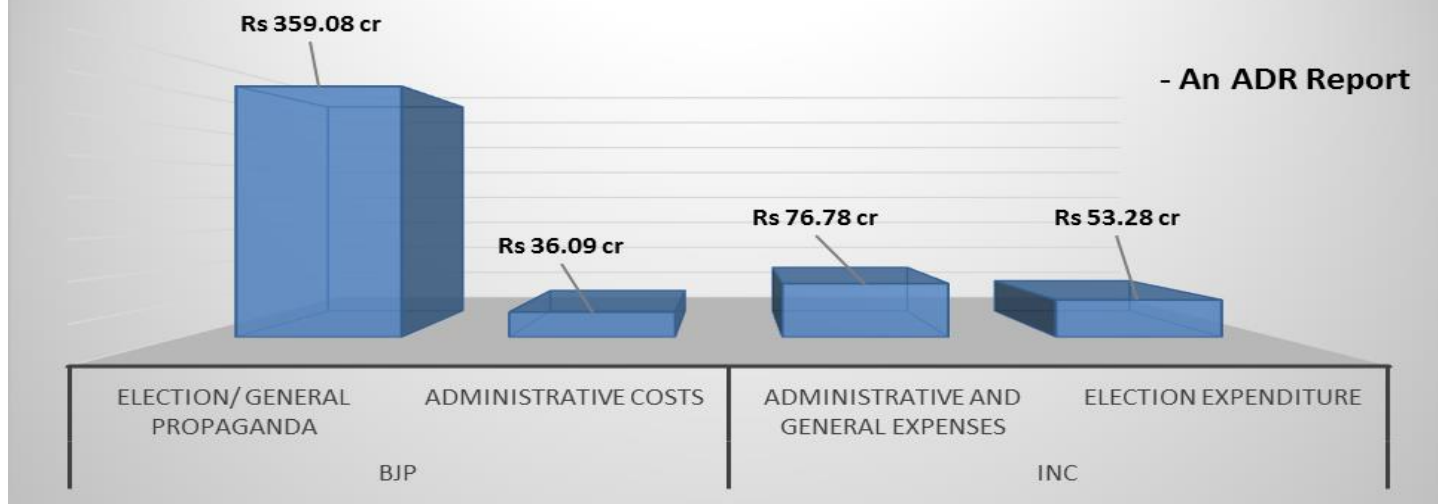 Rs 359.08 cr
- An ADR Report
Rs 36.09 cr
Rs 76.78 cr
Rs 53.28 cr
ELECTION/ GENERAL
PROPAGANDA
ADMINISTRATIVE COSTS
ADMINISTRATIVE AND
GENERAL EXPENSES
ELECTION EXPENDITURE
BJP
INC